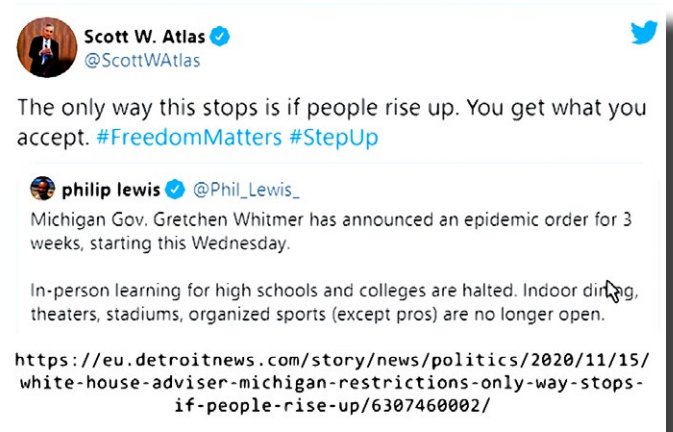 Scott W. Atlas
@ScottWAtlas
The only way this stops is if people rise up. You get what you
accept. #FreedomMatters #StepUp
philip lewis @Phil_Lewis_
Michigan Gov. Gretchen Whitmer has announced an epidemic order for 3
weeks, starting this Wednesday.
In-person learning for high schools and colleges are halted. Indoor dining,
theaters, stadiums, organized sports (except pros) are no longer open.
https://eu.detroitnews.com/story/news/politics/2020/11/15/
white-house-adviser-michigan-restrictions-only-way-stops-
if-people-rise-up/6307460002/